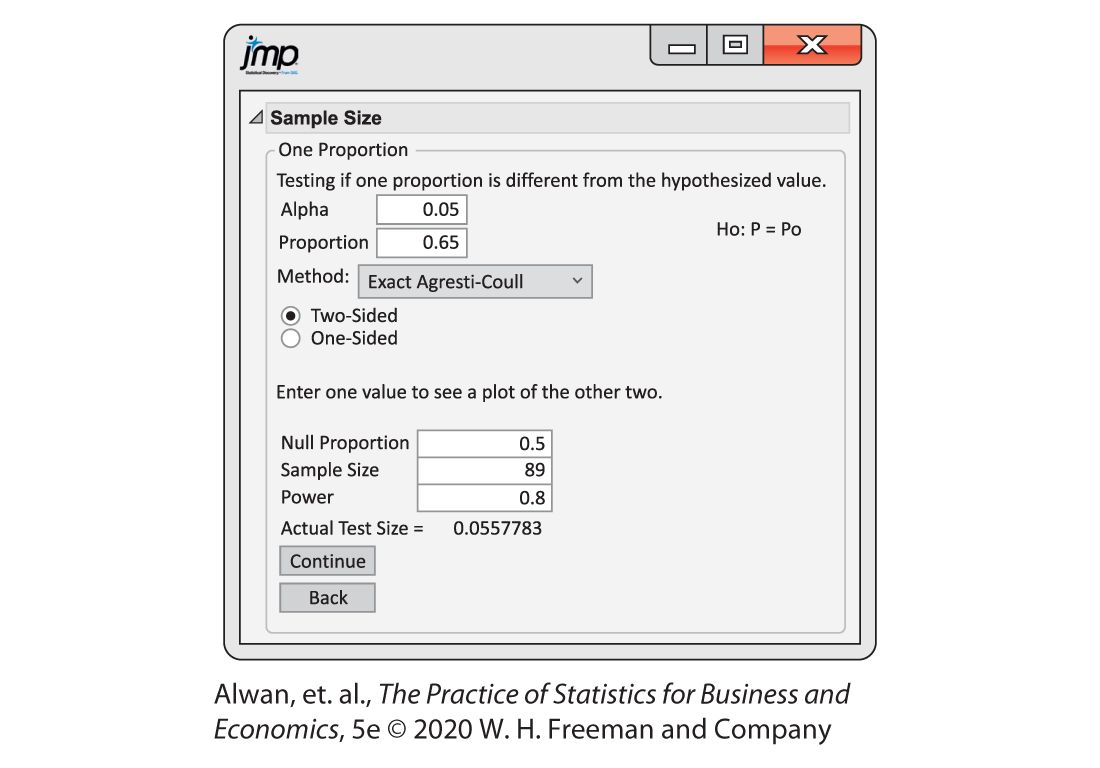 jmp
Statistical Discovery. From SAS.
Sample Size
One Proportion
Testing if one proportion is different from the hypothesized value.
Alpha 0.05
Ho: P = Po
Proportion 0.65
Method: Exact Agresti-Coull
Two-Sided
One-Sided
Enter one value to see a plot of the other two.
Null Proportion 0.5
Sample Size 89
Power 0.8
Actual Test Size = 0.0557783
Continue
Back
Alwan, et. al., The Practice of Statistics for Business and
Economics, 5e © 2020 W. H. Freeman and Company